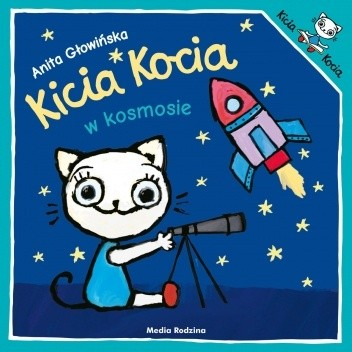 Anita Głowińska
Kicia Kocia
w kosmosie
Kicia
Kocia
Media Rodzina